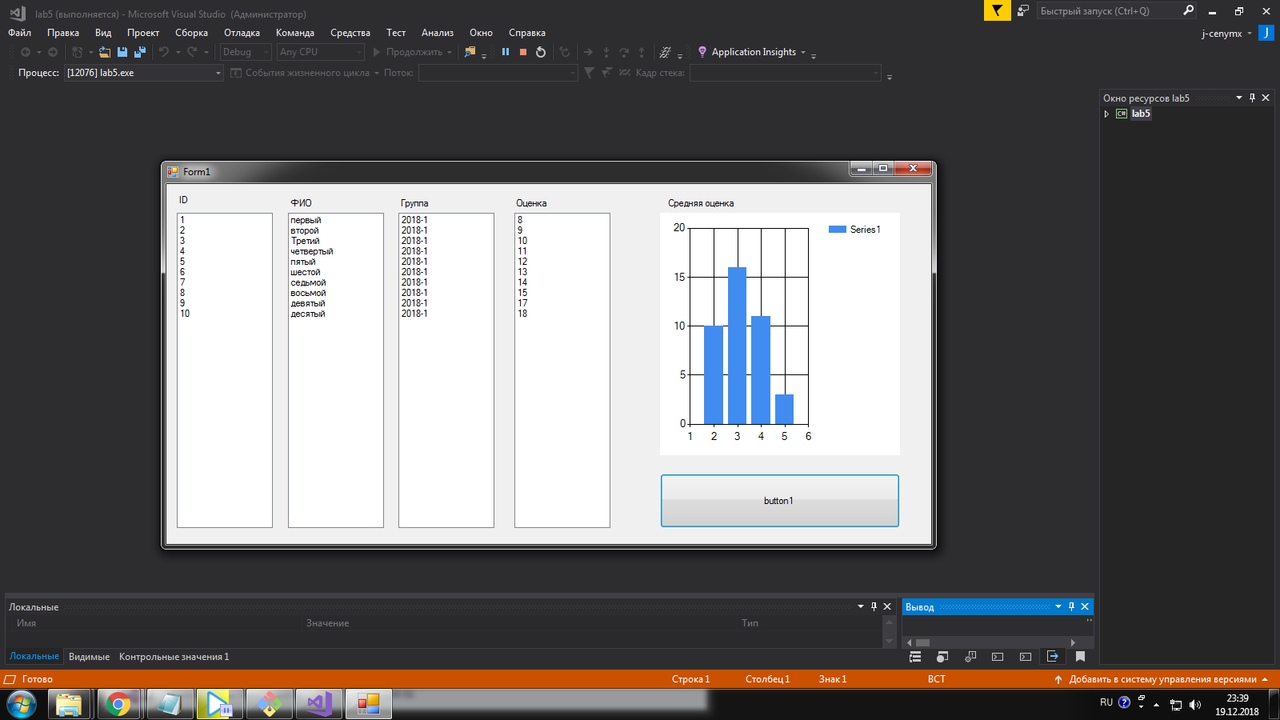 lab5 (выполняется) - Microsoft Visual Studio (Администратор)
Быстрый запуск (Ctrl+Q)
Файл Правка Вид Проект Сборка Отладка Команда Средства Тест Анализ Окно Справка
j-cenymx
J
Debug Any CPU Продолжить Application Insights
Процесс: [12076] lab5.exe События жизненного цикла Поток: Кадр стека:
Окно ресурсов lab5
C# lab5
Form1
ID ФИО Группа Оценка Средняя оценка
1 первый 2018-1 8
2 второй 2018-1 9
3 Третий 2018-1 10
4 четвертый 2018-1 11
5 пятый 2018-1 12
6 шестой 2018-1 13
7 седьмой 2018-1 14
8 восьмой 2018-1 15
9 девятый 2018-1 17
10 десятый 2018-1 18
Series1
20
15
10
5
0
1 2 3 4 5 6
button1
Локальные
Имя Значение Тип
Вывод
Локальные Видимые Контрольные значения 1
Готово Строка 1 Столбец 1 Знак 1 ВСТ Добавить в систему управления версиями
RU
23:39
19.12.2018